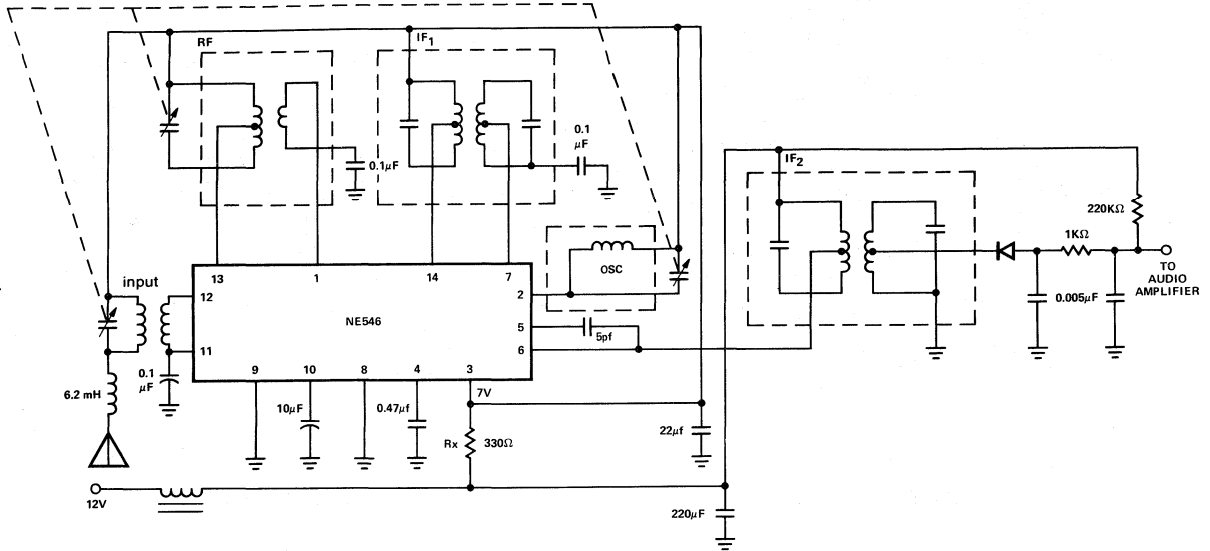 RF
IF1
0.1μF
0.1
μF
IF2
220KΩ
1KΩ
TO
AUDIO
AMPLIFIER
0.005μF
OSC
input
13
1
14
7
12
11
2
5
6
NE546
5pf
9
10
8
4
3
7V
0.1
μF
6.2 mH
10μF
0.47μf
Rx
330Ω
22μf
12V
220μF